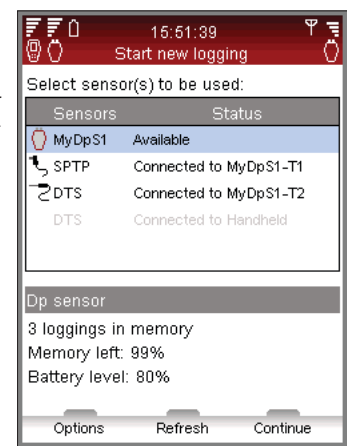 15:51:39
Start new logging
Select sensor(s) to be used:
Sensors Status
MyDpS1 Available
SPTP Connected to MyDpS1-T1
DTS Connected to MyDpS1-T2
DTS Connected to Handheld
Dp sensor
3 loggings in memory
Memory left: 99%
Battery level: 80%
Options Refresh Continue